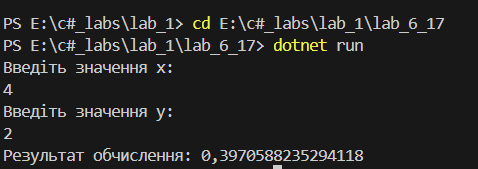 PS E:\c#_labs\lab_1> cd E:\c#_labs\lab_1\lab_6_17
PS E:\c#_labs\lab_1\lab_6_17> dotnet run
Введіть значення x:
4
Введіть значення y:
2
Результат обчислення: 0,3970588235294118